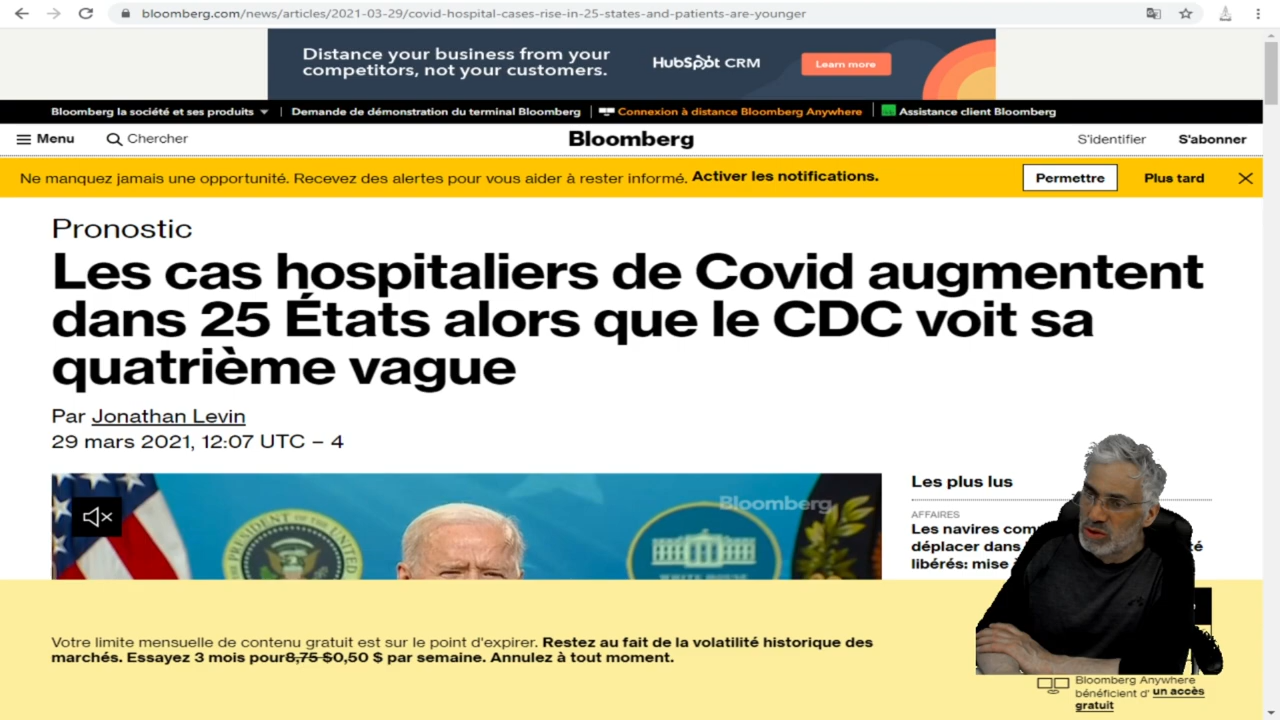 bloomberg.com/news/articles/2021-03-29/covid-hospital-cases-rise-in-25-states-and-patients-are-younger
Distance your business from your
competitors, not your customers.
HubSpot CRM
Learn more
Bloomberg la société et ses produits
Demande de démonstration du terminal Bloomberg
Connexion à distance Bloomberg Anywhere
Assistance client Bloomberg
Menu
Chercher
Bloomberg
S'identifier
S'abonner
Ne manquez jamais une opportunité. Recevez des alertes pour vous aider à rester informé. Activer les notifications.
Permettre
Plus tard
Pronostic
Les cas hospitaliers de Covid augmentent
dans 25 États alors que le CDC voit sa
quatrième vague
Par Jonathan Levin
29 mars 2021, 12:07 UTC – 4
Bloomberg
PRESIDENT OF THE UNITED
WHITE HOUSE
Les plus lus
AFFAIRES
Les navires
déplacer dans
libérés: mise
Votre limite mensuelle de contenu gratuit est sur le point d'expirer. Restez au fait de la volatilité historique des
marchés. Essayez 3 mois pour8,75 $0,50 $ par semaine. Annulez à tout moment.
Bloomberg Anywhere
bénéficient d' un accès
gratuit